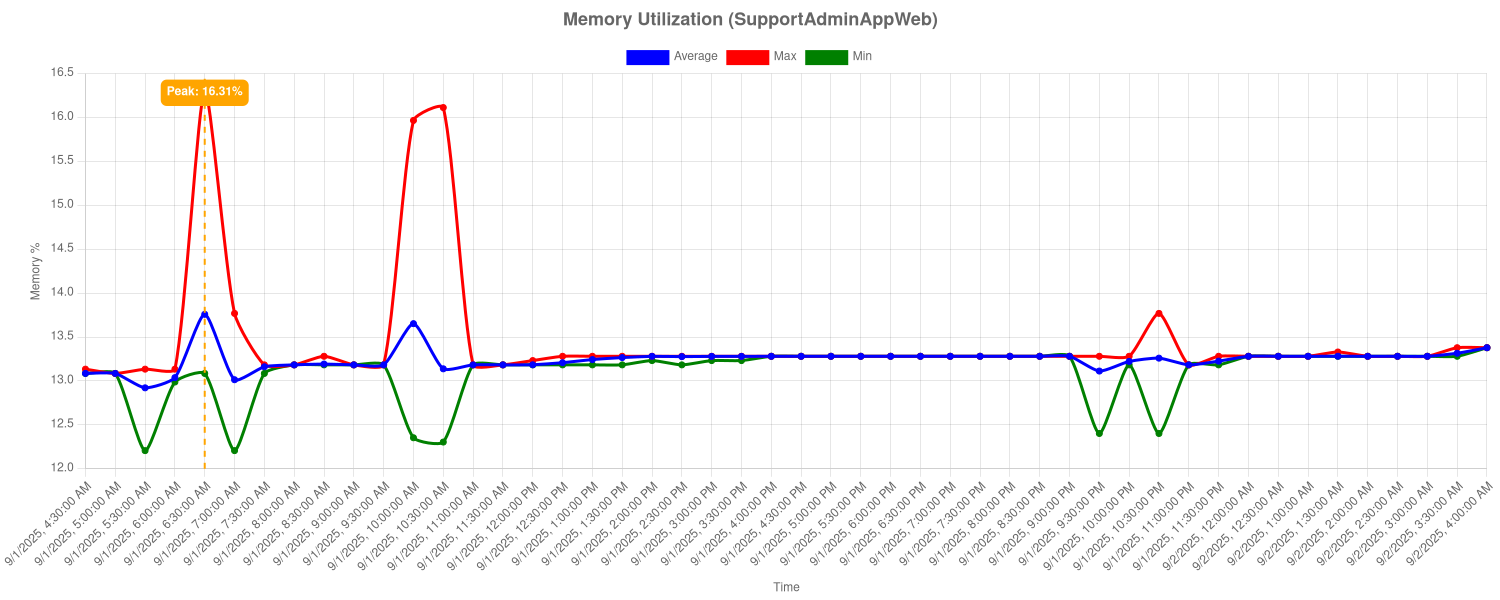 Memory Utilization (SupportAdminAppWeb)
Average Max Min
16.5
Peak: 16.31%
16.0
15.5
15.0
14.5
14.0
13.5
13.0
12.5
12.0
Memory %
9/1/2025, 4:30:00 AM
9/1/2025, 5:00:00 AM
9/1/2025, 5:30:00 AM
9/1/2025, 6:00:00 AM
9/1/2025, 6:30:00 AM
9/1/2025, 7:00:00 AM
9/1/2025, 7:30:00 AM
9/1/2025, 8:00:00 AM
9/1/2025, 8:30:00 AM
9/1/2025, 9:00:00 AM
9/1/2025, 9:30:00 AM
9/1/2025, 10:00:00 AM
9/1/2025, 10:30:00 AM
9/1/2025, 11:00:00 AM
9/1/2025, 11:30:00 AM
9/1/2025, 12:00:00 PM
9/1/2025, 12:30:00 PM
9/1/2025, 1:00:00 PM
9/1/2025, 1:30:00 PM
9/1/2025, 2:00:00 PM
9/1/2025, 2:30:00 PM
9/1/2025, 3:00:00 PM
9/1/2025, 3:30:00 PM
9/1/2025, 4:00:00 PM
9/1/2025, 4:30:00 PM
9/1/2025, 5:00:00 PM
9/1/2025, 5:30:00 PM
9/1/2025, 6:00:00 PM
9/1/2025, 6:30:00 PM
9/1/2025, 7:00:00 PM
9/1/2025, 7:30:00 PM
9/1/2025, 8:00:00 PM
9/1/2025, 8:30:00 PM
9/1/2025, 9:00:00 PM
9/1/2025, 9:30:00 PM
9/1/2025, 10:00:00 PM
9/1/2025, 10:30:00 PM
9/1/2025, 11:00:00 PM
9/1/2025, 11:30:00 PM
9/2/2025, 12:00:00 AM
9/2/2025, 12:30:00 AM
9/2/2025, 1:00:00 AM
9/2/2025, 1:30:00 AM
9/2/2025, 2:00:00 AM
9/2/2025, 2:30:00 AM
9/2/2025, 3:00:00 AM
9/2/2025, 3:30:00 AM
9/2/2025, 4:00:00 AM
Time